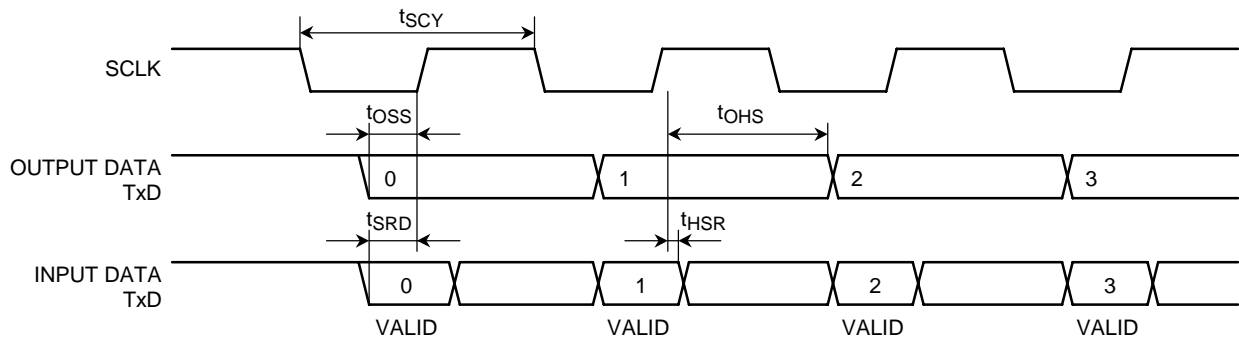 tSCY
SCLK
tOSS
tOHS
OUTPUT DATA
TxD
0 1 2 3
tSRD
tHSR
INPUT DATA
TxD
0 1 2 3
VALID VALID VALID VALID